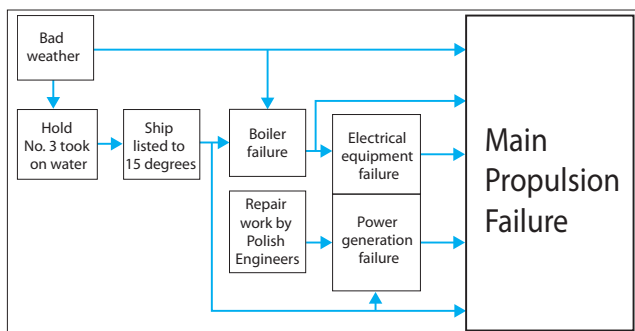 Bad
weather
Hold
No. 3 took
on water
Ship
listed to
15 degrees
Boiler
failure
Electrical
equipment
failure
Repair
work by
Polish
Engineers
Power
generation
failure
Main
Propulsion
Failure